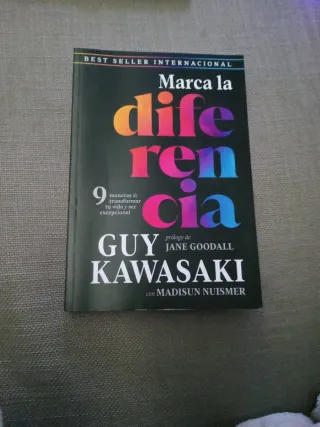 BEST SELLER INTERNACIONAL
Marca la
dife
ren
cia
9 maneras de
transformar
tu vida y ser
excepcional
prólogo de
JANE GOODALL
GUY
KAWASAKI
con MADISUN NUISMER